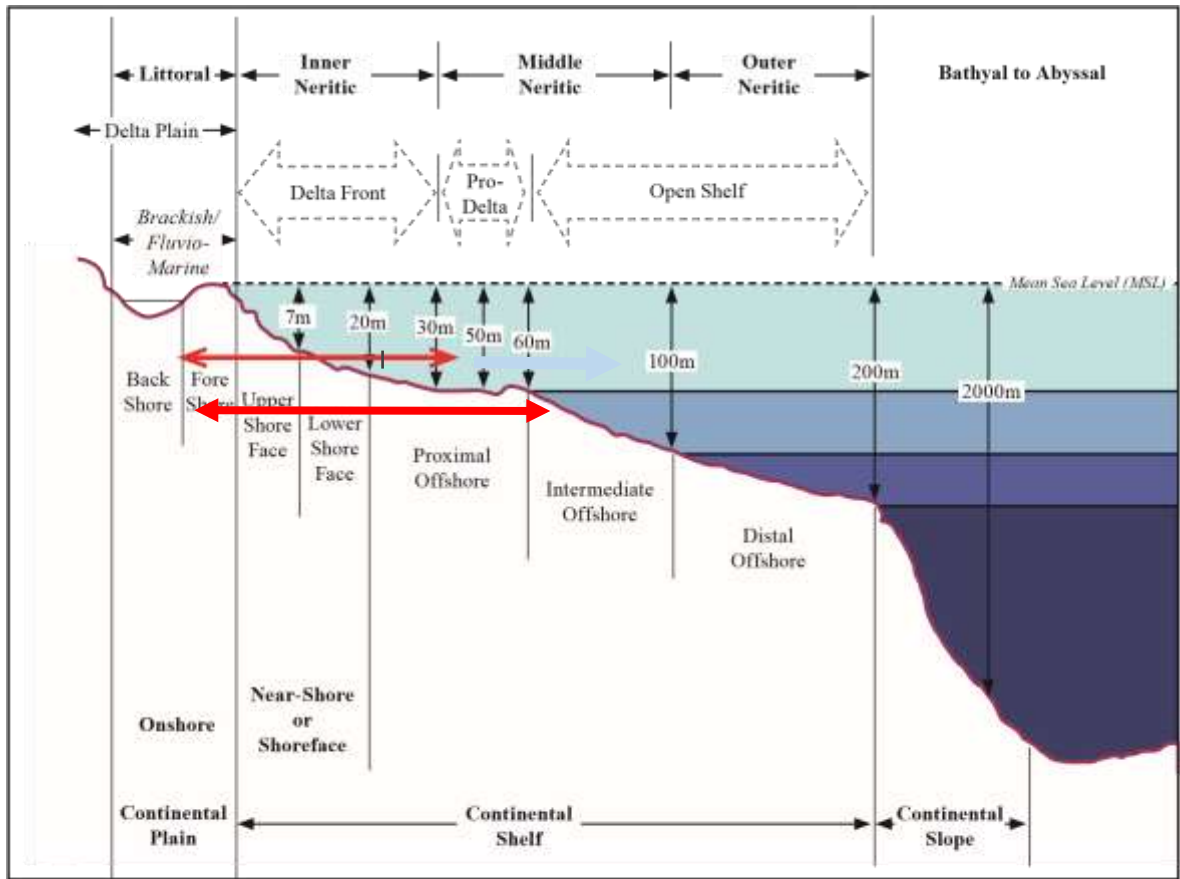 Littoral
Inner
Neritic
Middle
Neritic
Outer
Neritic
Bathyal to Abyssal
Delta Plain
Delta Front
Pro-
Delta
Open Shelf
Brackish/
Fluvio-
Marine
Mean Sea Level (MSL)
7m
20m
30m
50m
60m
100m
200m
2000m
Back
Shore
Fore
Shore
Upper
Shore
Face
Lower
Shore
Face
Proximal
Offshore
Intermediate
Offshore
Distal
Offshore
Onshore
Near-Shore
or
Shoreface
Continental
Plain
Continental
Shelf
Continental
Slope